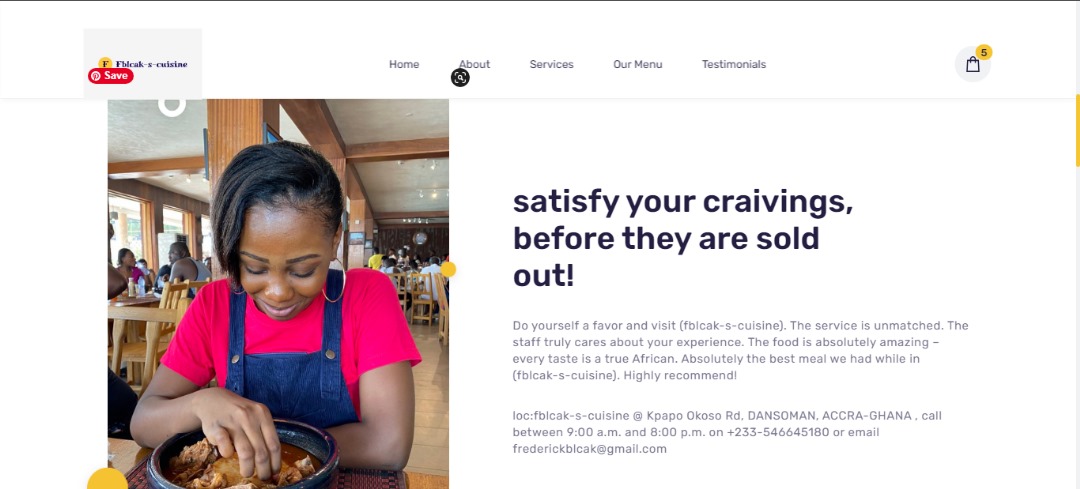 F Fblcak-s-cuisine
Save
Home About Services Our Menu Testimonials
5
satisfy your craivings,
before they are sold
out!
Do yourself a favor and visit (fblcak-s-cuisine). The service is unmatched. The
staff truly cares about your experience. The food is absolutely amazing –
every taste is a true African. Absolutely the best meal we had while in
(fblcak-s-cuisine). Highly recommend!
loc:fblcak-s-cuisine @ Kpapo Okoso Rd, DANSOMAN, ACCRA-GHANA , call
between 9:00 a.m. and 8:00 p.m. on +233-546645180 or email
frederickblcak@gmail.com